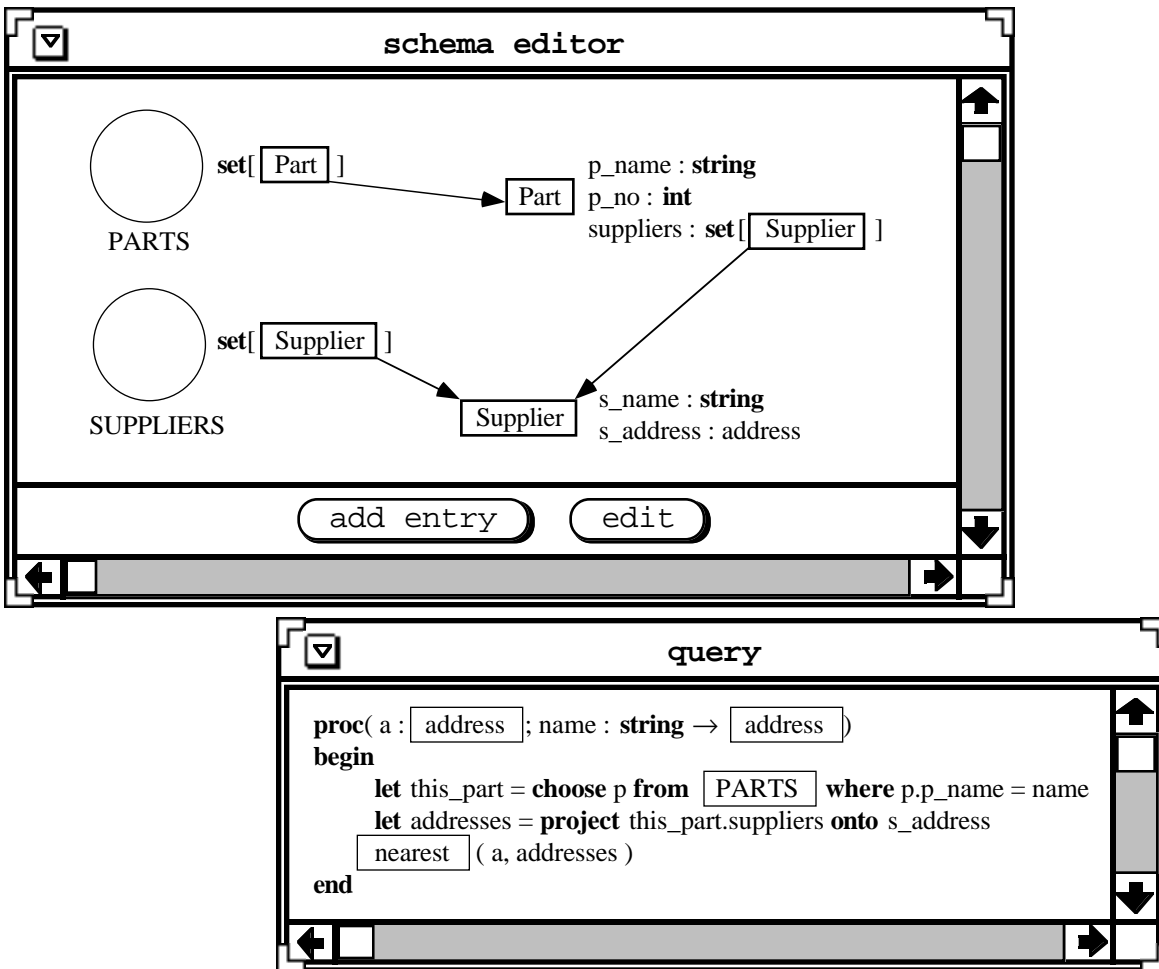 schema editor
set[ Part ]
PARTS
Part
p_name : string
p_no : int
suppliers : set[ Supplier ]
set[ Supplier ]
SUPPLIERS
Supplier
s_name : string
s_address : address
add entry
edit
query
proc( a : address ; name : string → address )
begin
let this_part = choose p from PARTS where p.p_name = name
let addresses = project this_part.suppliers onto s_address
nearest ( a, addresses )
end